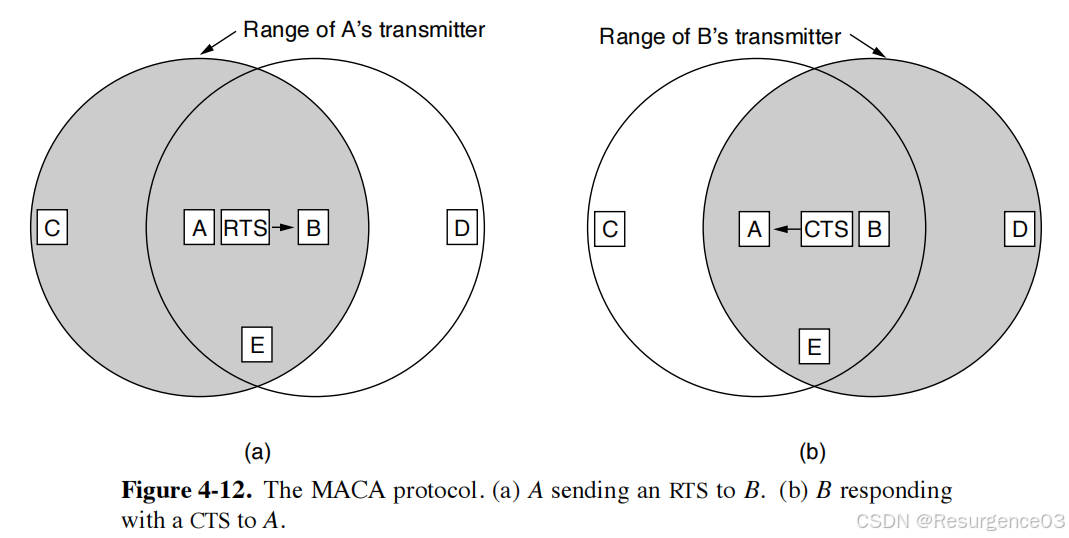 Range of A's transmitter
Range of B's transmitter
C
A
RTS
B
D
E
C
A
CTS
B
D
E
(a)
(b)
Figure 4-12. The MACA protocol. (a) A sending an RTS to B. (b) B responding
with a CTS to A.
CSDN @Resurgence03